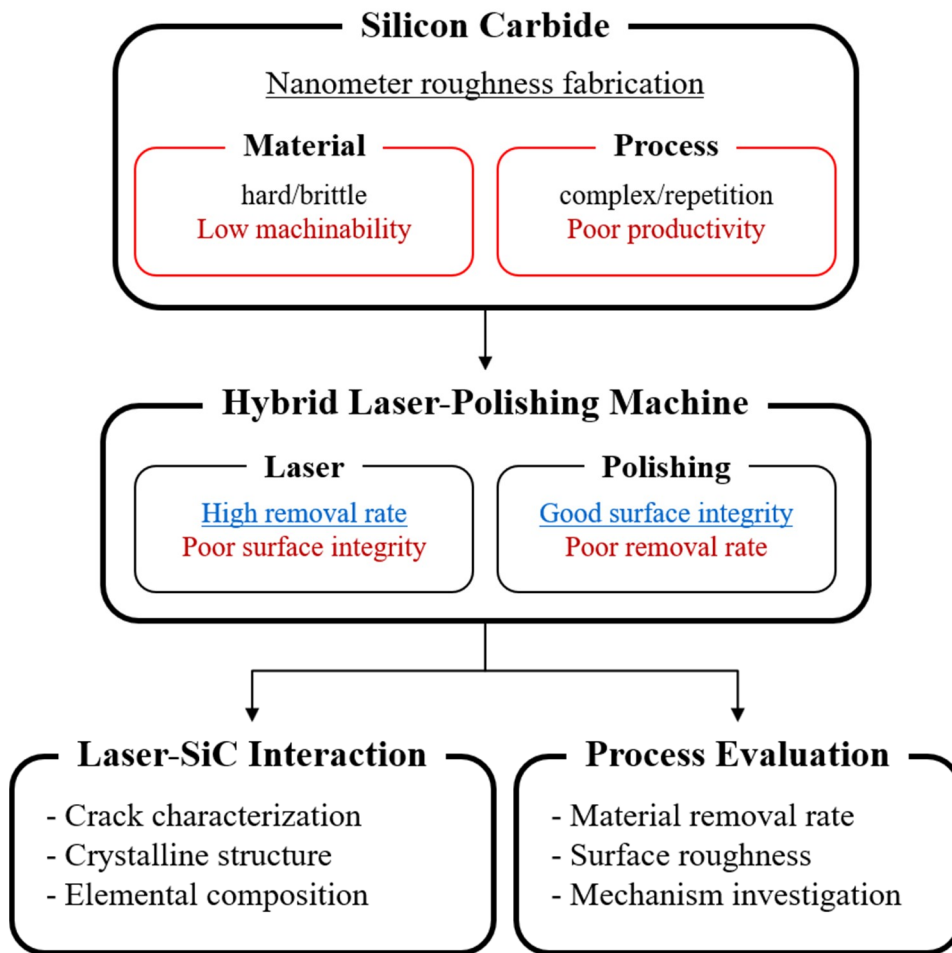 Silicon Carbide
Nanometer roughness fabrication
Material
hard/brittle
Low machinability
Process
complex/repetition
Poor productivity
Hybrid Laser-Polishing Machine
Laser
High removal rate
Poor surface integrity
Polishing
Good surface integrity
Poor removal rate
Laser-SiC Interaction
- Crack characterization
- Crystalline structure
- Elemental composition
Process Evaluation
- Material removal rate
- Surface roughness
- Mechanism investigation